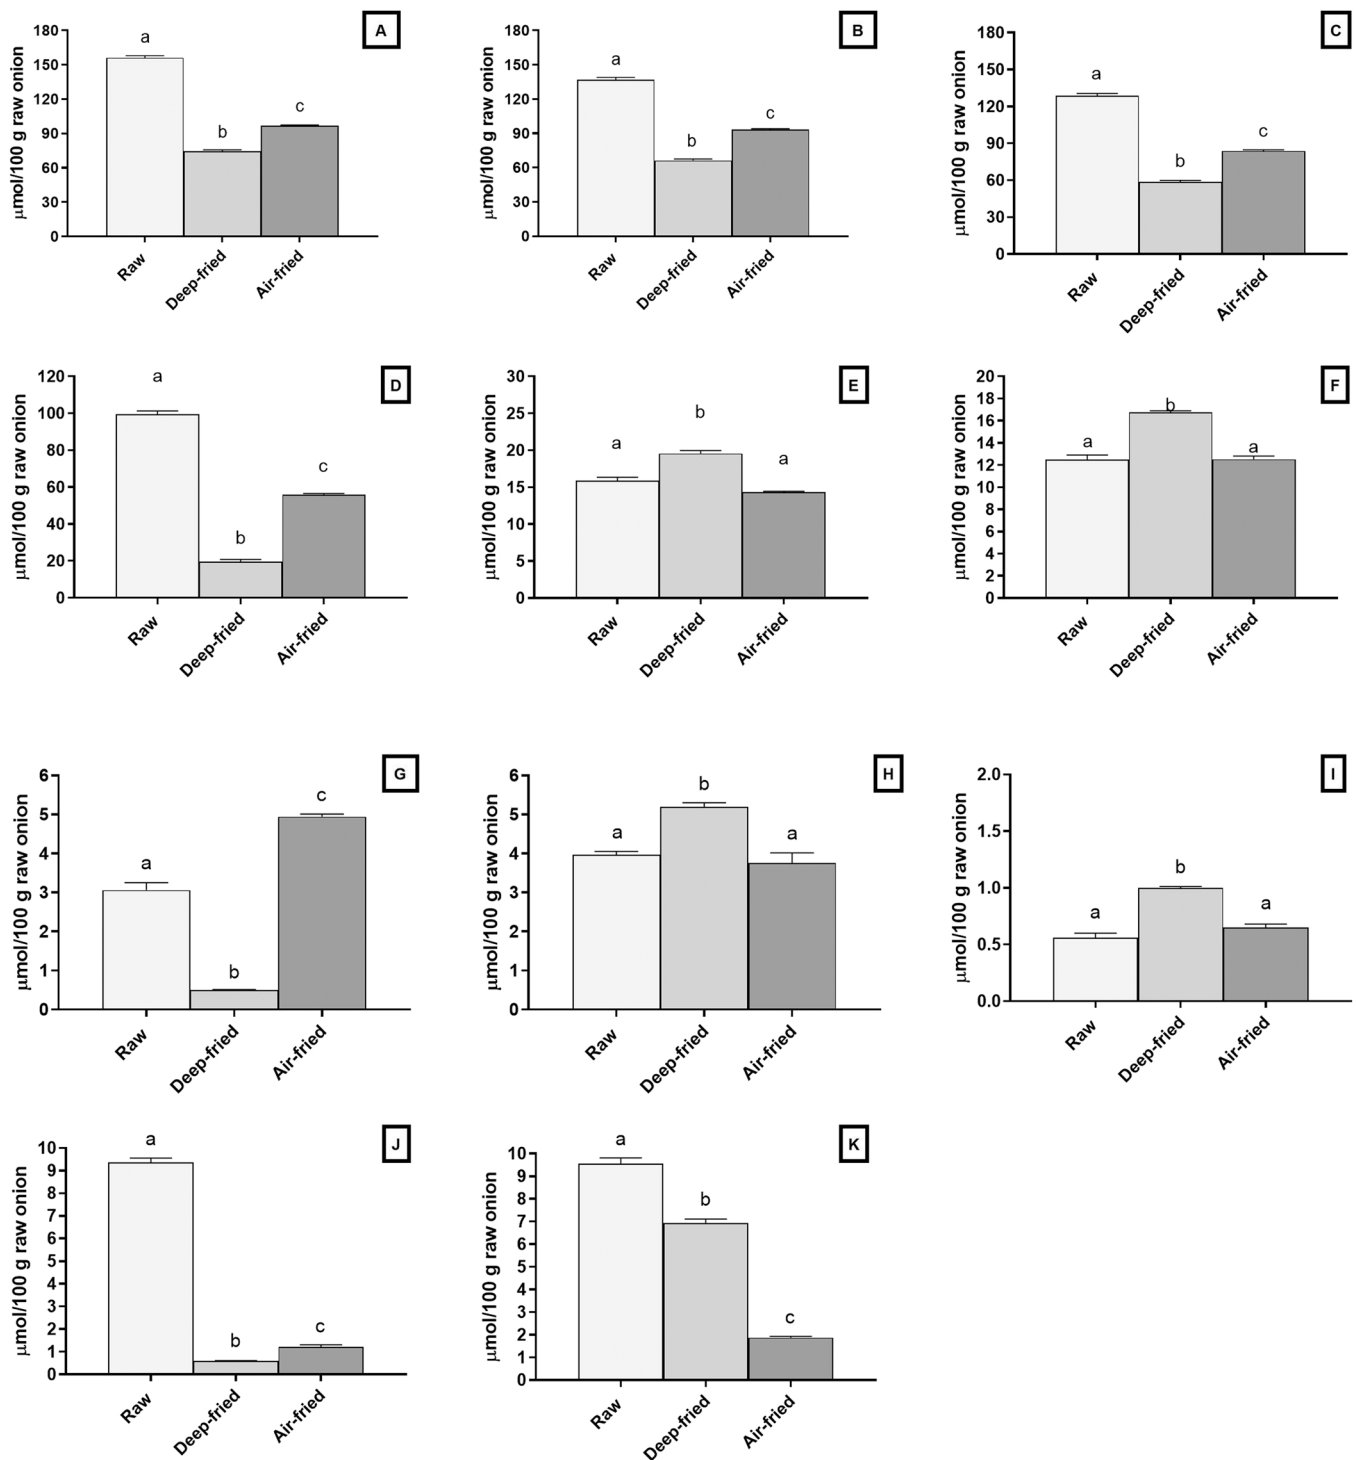 A
μmol/100 g raw onion
180
150
120
90
60
30
0
a
b
c
Raw
Deep-fried
Air-fried
B
μmol/100 g raw onion
180
150
120
90
60
30
0
a
b
c
Raw
Deep-fried
Air-fried
C
μmol/100 g raw onion
180
150
120
90
60
30
0
a
b
c
Raw
Deep-fried
Air-fried
D
μmol/100 g raw onion
120
100
80
60
40
20
0
a
b
c
Raw
Deep-fried
Air-fried
E
μmol/100 g raw onion
30
25
20
15
10
5
0
a
b
a
Raw
Deep-fried
Air-fried
F
μmol/100 g raw onion
20
18
16
14
12
10
8
6
4
2
0
a
b
a
Raw
Deep-fried
Air-fried
G
μmol/100 g raw onion
6
5
4
3
2
1
0
a
b
c
Raw
Deep-fried
Air-fried
H
μmol/100 g raw onion
6
5
4
3
2
1
0
a
b
a
Raw
Deep-fried
Air-fried
I
μmol/100 g raw onion
2.0
1.5
1.0
0.5
0.0
a
b
a
Raw
Deep-fried
Air-fried
J
μmol/100 g raw onion
10
9
8
7
6
5
4
3
2
1
0
a
b
c
Raw
Deep-fried
Air-fried
K
μmol/100 g raw onion
10
9
8
7
6
5
4
3
2
1
0
a
b
c
Raw
Deep-fried
Air-fried